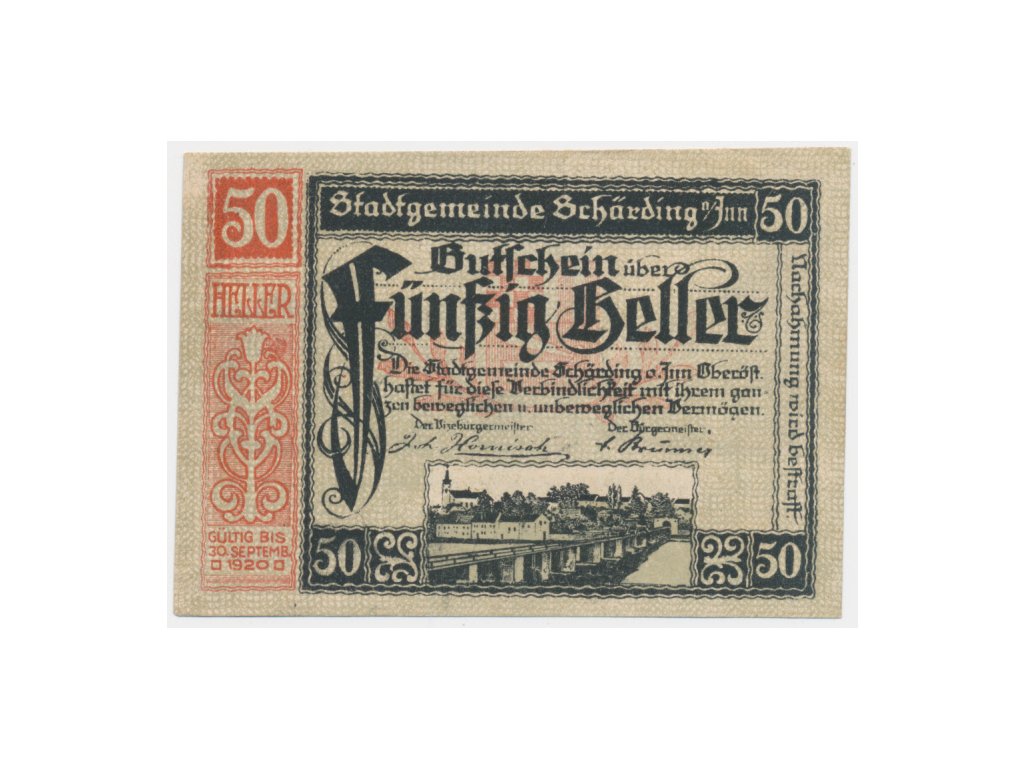 50
HELLER
GÜLTIG BIS
30. SEPTEMB.
1920
Stadtgemeinde Schärding a/Inn 50
Gutschein über
Fünfzig Heller
Die Stadtgemeinde Schärding a. Inn Oberöst.
haftet für diese Verbindlichkeit mit ihrem gan-
zen beweglichen u. unbeweglichen Vermögen.
Der Vizebürgermeister Der Bürgermeister.
Brunner
50 50
Nachahmung wird bestraft.